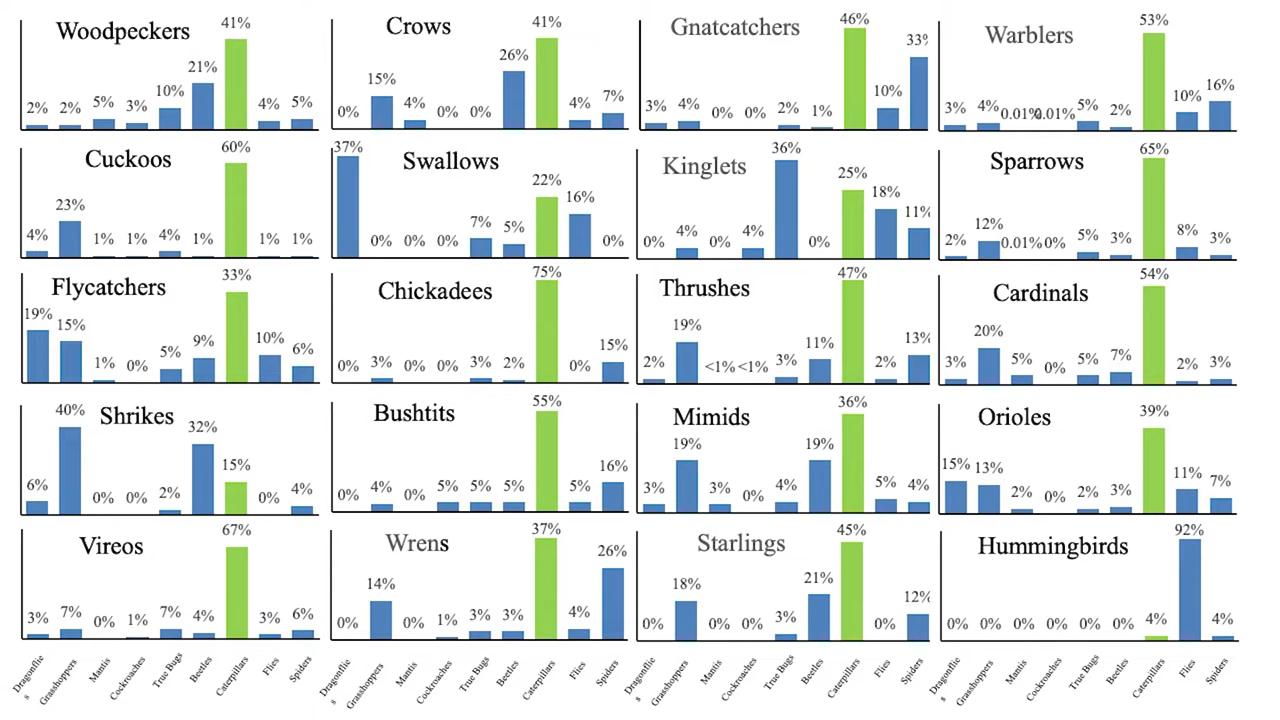 Woodpeckers
2% 2% 5% 3% 10% 21% 41% 4% 5%
Crows
0% 15% 4% 0% 0% 26% 41% 4% 7%
Gnatcatchers
3% 4% 0% 0% 2% 1% 46% 10% 33%
Warblers
3% 4% 0.01% 0.01% 5% 2% 53% 10% 16%
Cuckoos
4% 23% 1% 1% 4% 1% 60% 1% 1%
Swallows
37% 0% 0% 0% 7% 5% 22% 16% 0%
Kinglets
0% 4% 0% 4% 36% 0% 25% 18% 11%
Sparrows
2% 12% 0.01% 0% 5% 3% 65% 8% 3%
Flycatchers
19% 15% 1% 0% 5% 9% 33% 10% 6%
Chickadees
0% 3% 0% 0% 3% 2% 75% 0% 15%
Thrushes
2% 19% <1% <1% 3% 11% 47% 2% 13%
Cardinals
3% 20% 5% 0% 5% 7% 54% 2% 3%
Shrikes
6% 40% 0% 0% 2% 32% 15% 0% 4%
Bushtits
0% 4% 0% 5% 5% 5% 55% 5% 16%
Mimids
3% 19% 3% 0% 4% 19% 36% 5% 4%
Orioles
15% 13% 2% 0% 2% 3% 39% 11% 7%
Vireos
3% 7% 0% 1% 7% 4% 67% 3% 6%
Wrens
0% 14% 0% 1% 3% 3% 37% 4% 26%
Starlings
0% 18% 0% 0% 3% 21% 45% 0% 12%
Hummingbirds
0% 0% 0% 0% 0% 0% 4% 92% 4%
Dragonflie
s
Grasshoppers
Mantis
Cockroaches
True Bugs
Beetles
Caterpillars
Flies
Spiders
Dragonflie
s
Grasshoppers
Mantis
Cockroaches
True Bugs
Beetles
Caterpillars
Flies
Spiders
Dragonflie
s
Grasshoppers
Mantis
Cockroaches
True Bugs
Beetles
Caterpillars
Flies
Spiders
Dragonflie
s
Grasshoppers
Mantis
Cockroaches
True Bugs
Beetles
Caterpillars
Flies
Spiders